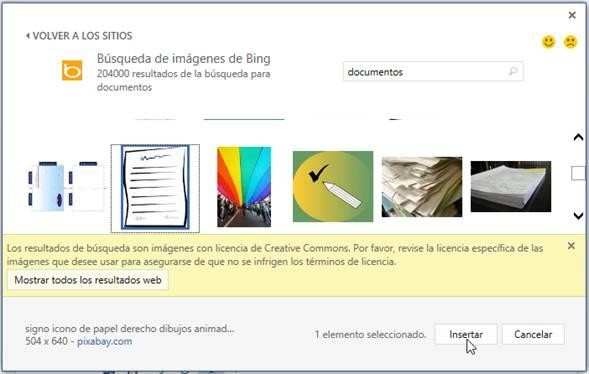 VOLVER A LOS SITIOS
Búsqueda de imágenes de Bing
204000 resultados de la búsqueda para
documentos
documentos
Los resultados de búsqueda son imágenes con licencia de Creative Commons. Por favor, revise la licencia específica de las
imágenes que desee usar para asegurarse de que no se infrigen los términos de licencia.
Mostrar todos los resultados web
signo icono de papel derecho dibujos animad...
504 x 640 - pixabay.com
1 elemento seleccionado.
Insertar
Cancelar